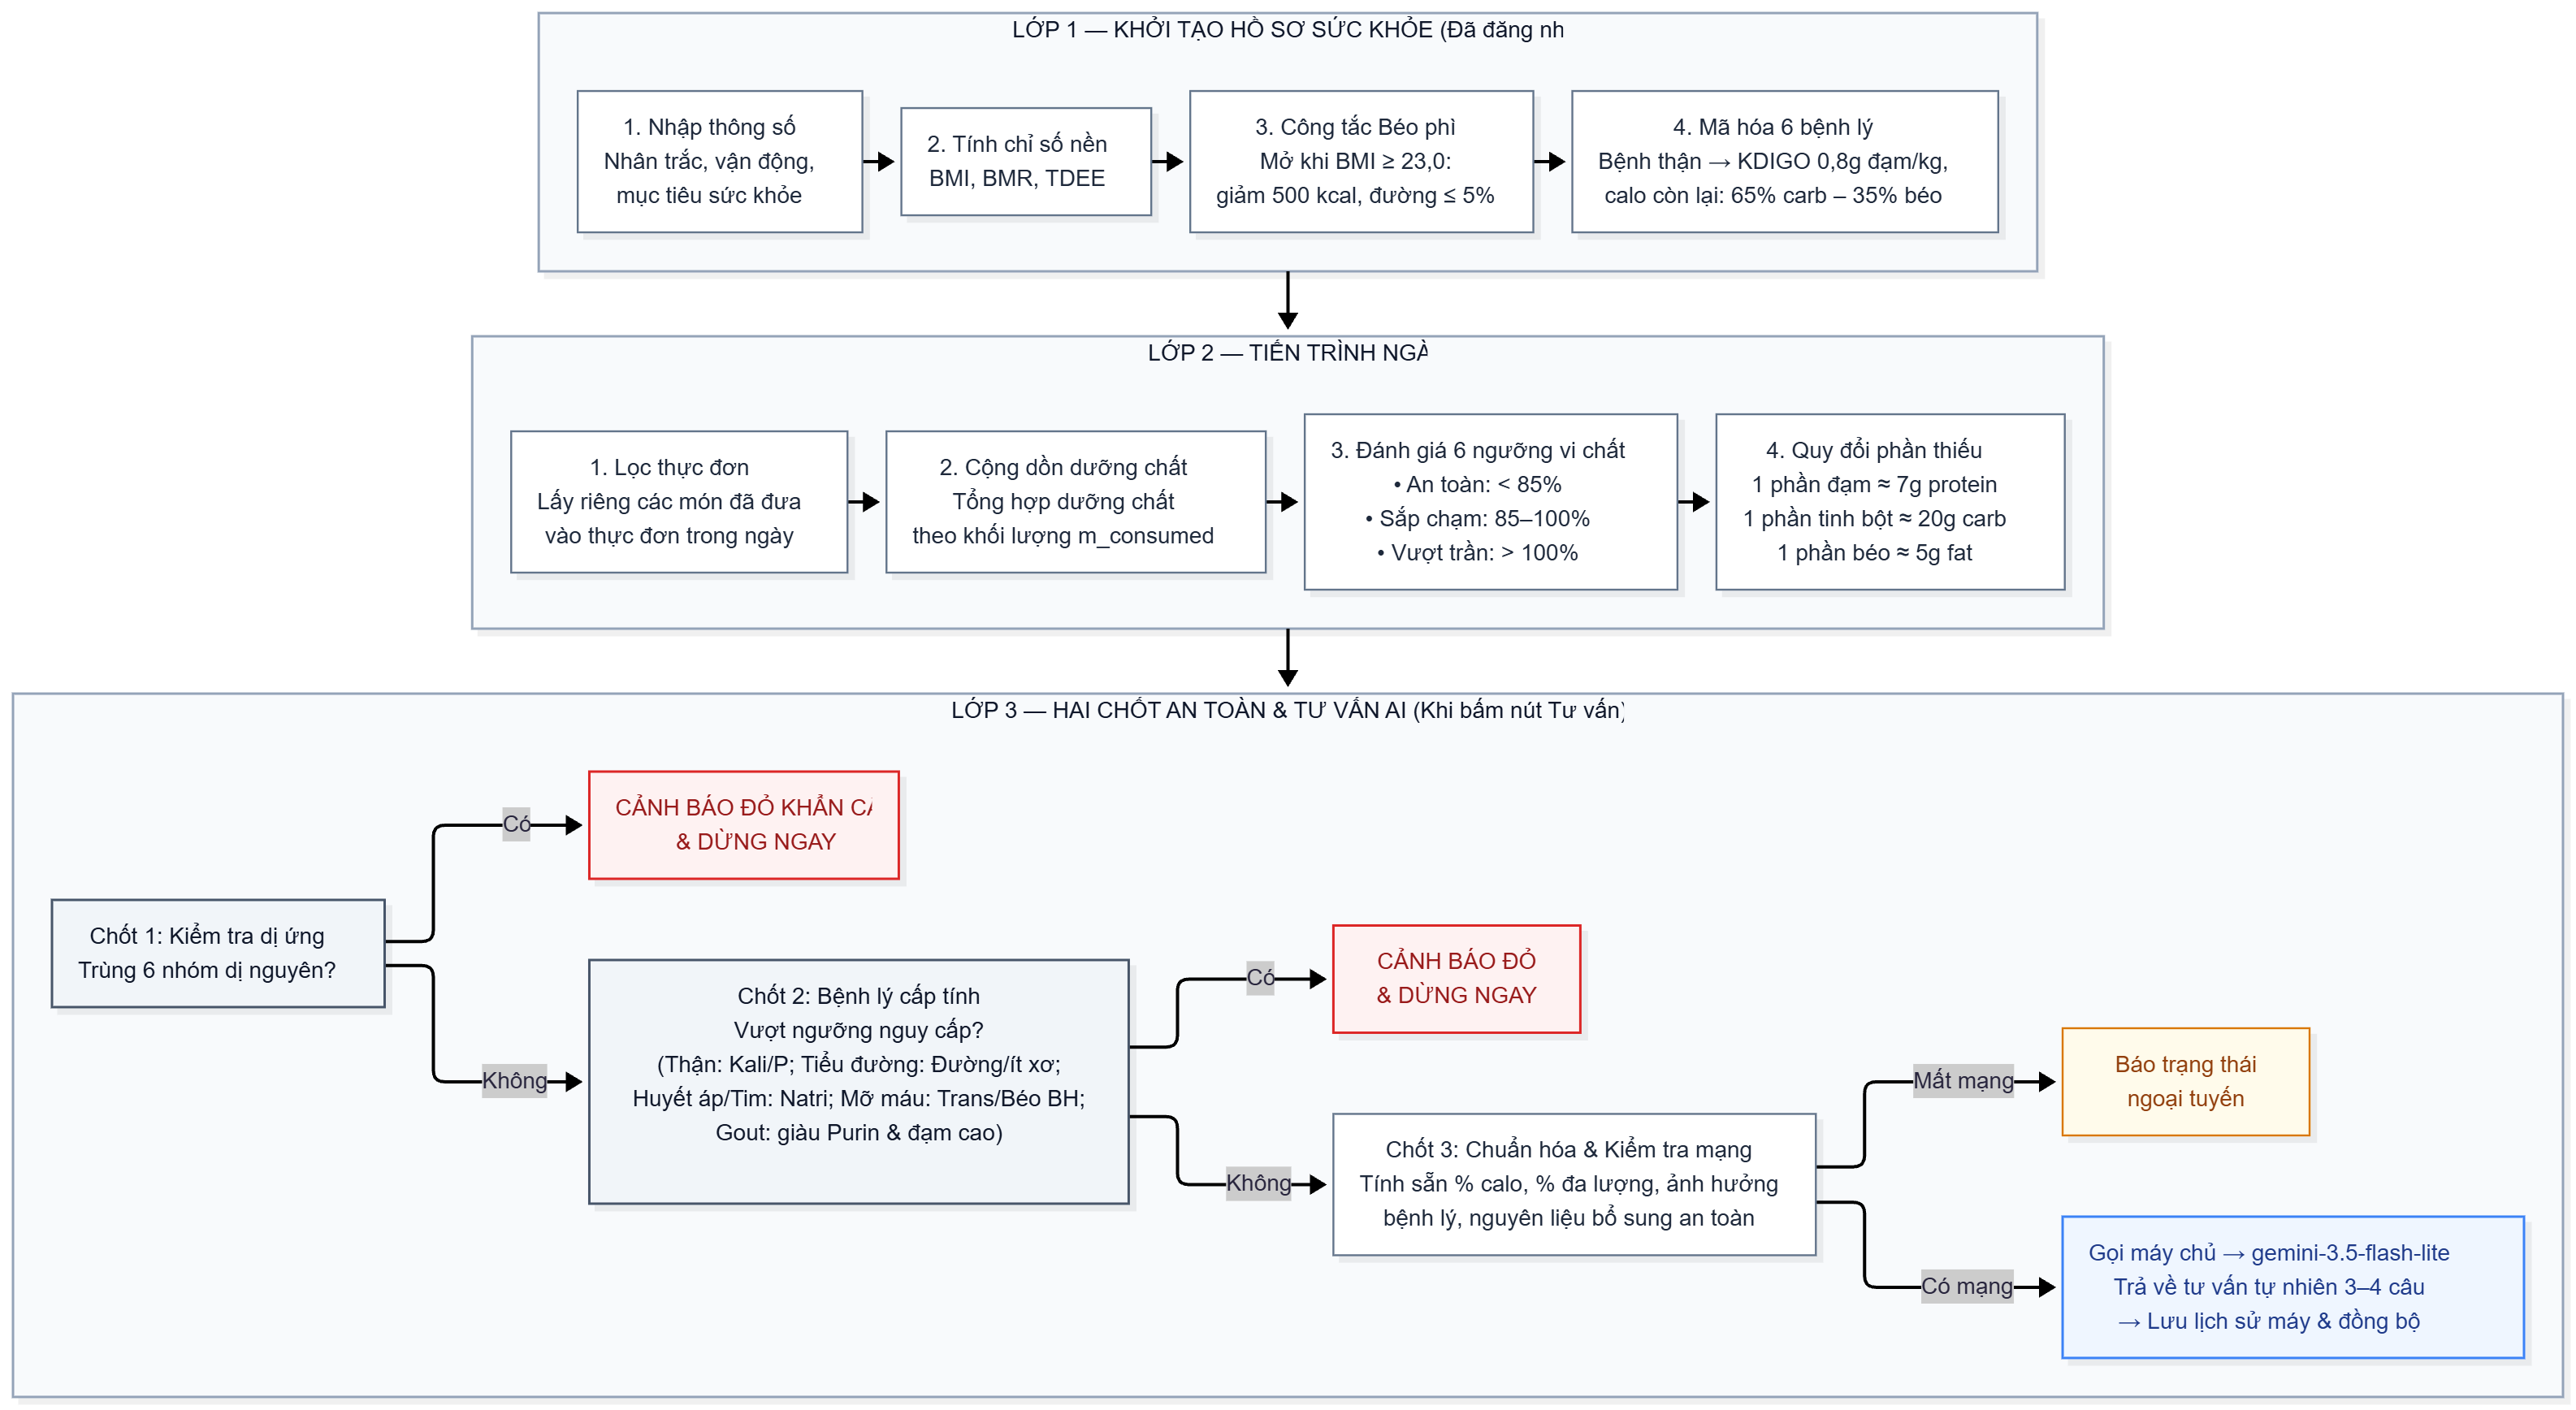 LỚP 1 — KHỞI TẠO HỒ SƠ SỨC KHỎE (Đã đăng nh
1. Nhập thông số
Nhân trắc, vận động,
mục tiêu sức khỏe
2. Tính chỉ số nền
BMI, BMR, TDEE
3. Công tắc Béo phì
Mở khi BMI ≥ 23,0:
giảm 500 kcal, đường ≤ 5%
4. Mã hóa 6 bệnh lý
Bệnh thận → KDIGO 0,8g đạm/kg,
calo còn lại: 65% carb – 35% béo
LỚP 2 — TIẾN TRÌNH NGÀ
1. Lọc thực đơn
Lấy riêng các món đã đưa
vào thực đơn trong ngày
2. Cộng dồn dưỡng chất
Tổng hợp dưỡng chất
theo khối lượng m_consumed
3. Đánh giá 6 ngưỡng vi chất
• An toàn: < 85%
• Sắp chạm: 85–100%
• Vượt trần: > 100%
4. Quy đổi phần thiếu
1 phần đạm ≈ 7g protein
1 phần tinh bột ≈ 20g carb
1 phần béo ≈ 5g fat
LỚP 3 — HAI CHỐT AN TOÀN & TƯ VẤN AI (Khi bấm nút Tư vấn)
Chốt 1: Kiểm tra dị ứng
Trùng 6 nhóm dị nguyên?
Có
CẢNH BÁO ĐỎ KHẨN CẤ
& DỪNG NGAY
Không
Chốt 2: Bệnh lý cấp tính
Vượt ngưỡng nguy cấp?
(Thận: Kali/P; Tiểu đường: Đường/ít xơ;
Huyết áp/Tim: Natri; Mỡ máu: Trans/Béo BH;
Gout: giàu Purin & đạm cao)
Có
CẢNH BÁO ĐỎ
& DỪNG NGAY
Không
Chốt 3: Chuẩn hóa & Kiểm tra mạng
Tính sẵn % calo, % đa lượng, ảnh hưởng
bệnh lý, nguyên liệu bổ sung an toàn
Mất mạng
Báo trạng thái
ngoại tuyến
Có mạng
Gọi máy chủ → gemini-3.5-flash-lite
Trả về tư vấn tự nhiên 3–4 câu
→ Lưu lịch sử máy & đồng bộ